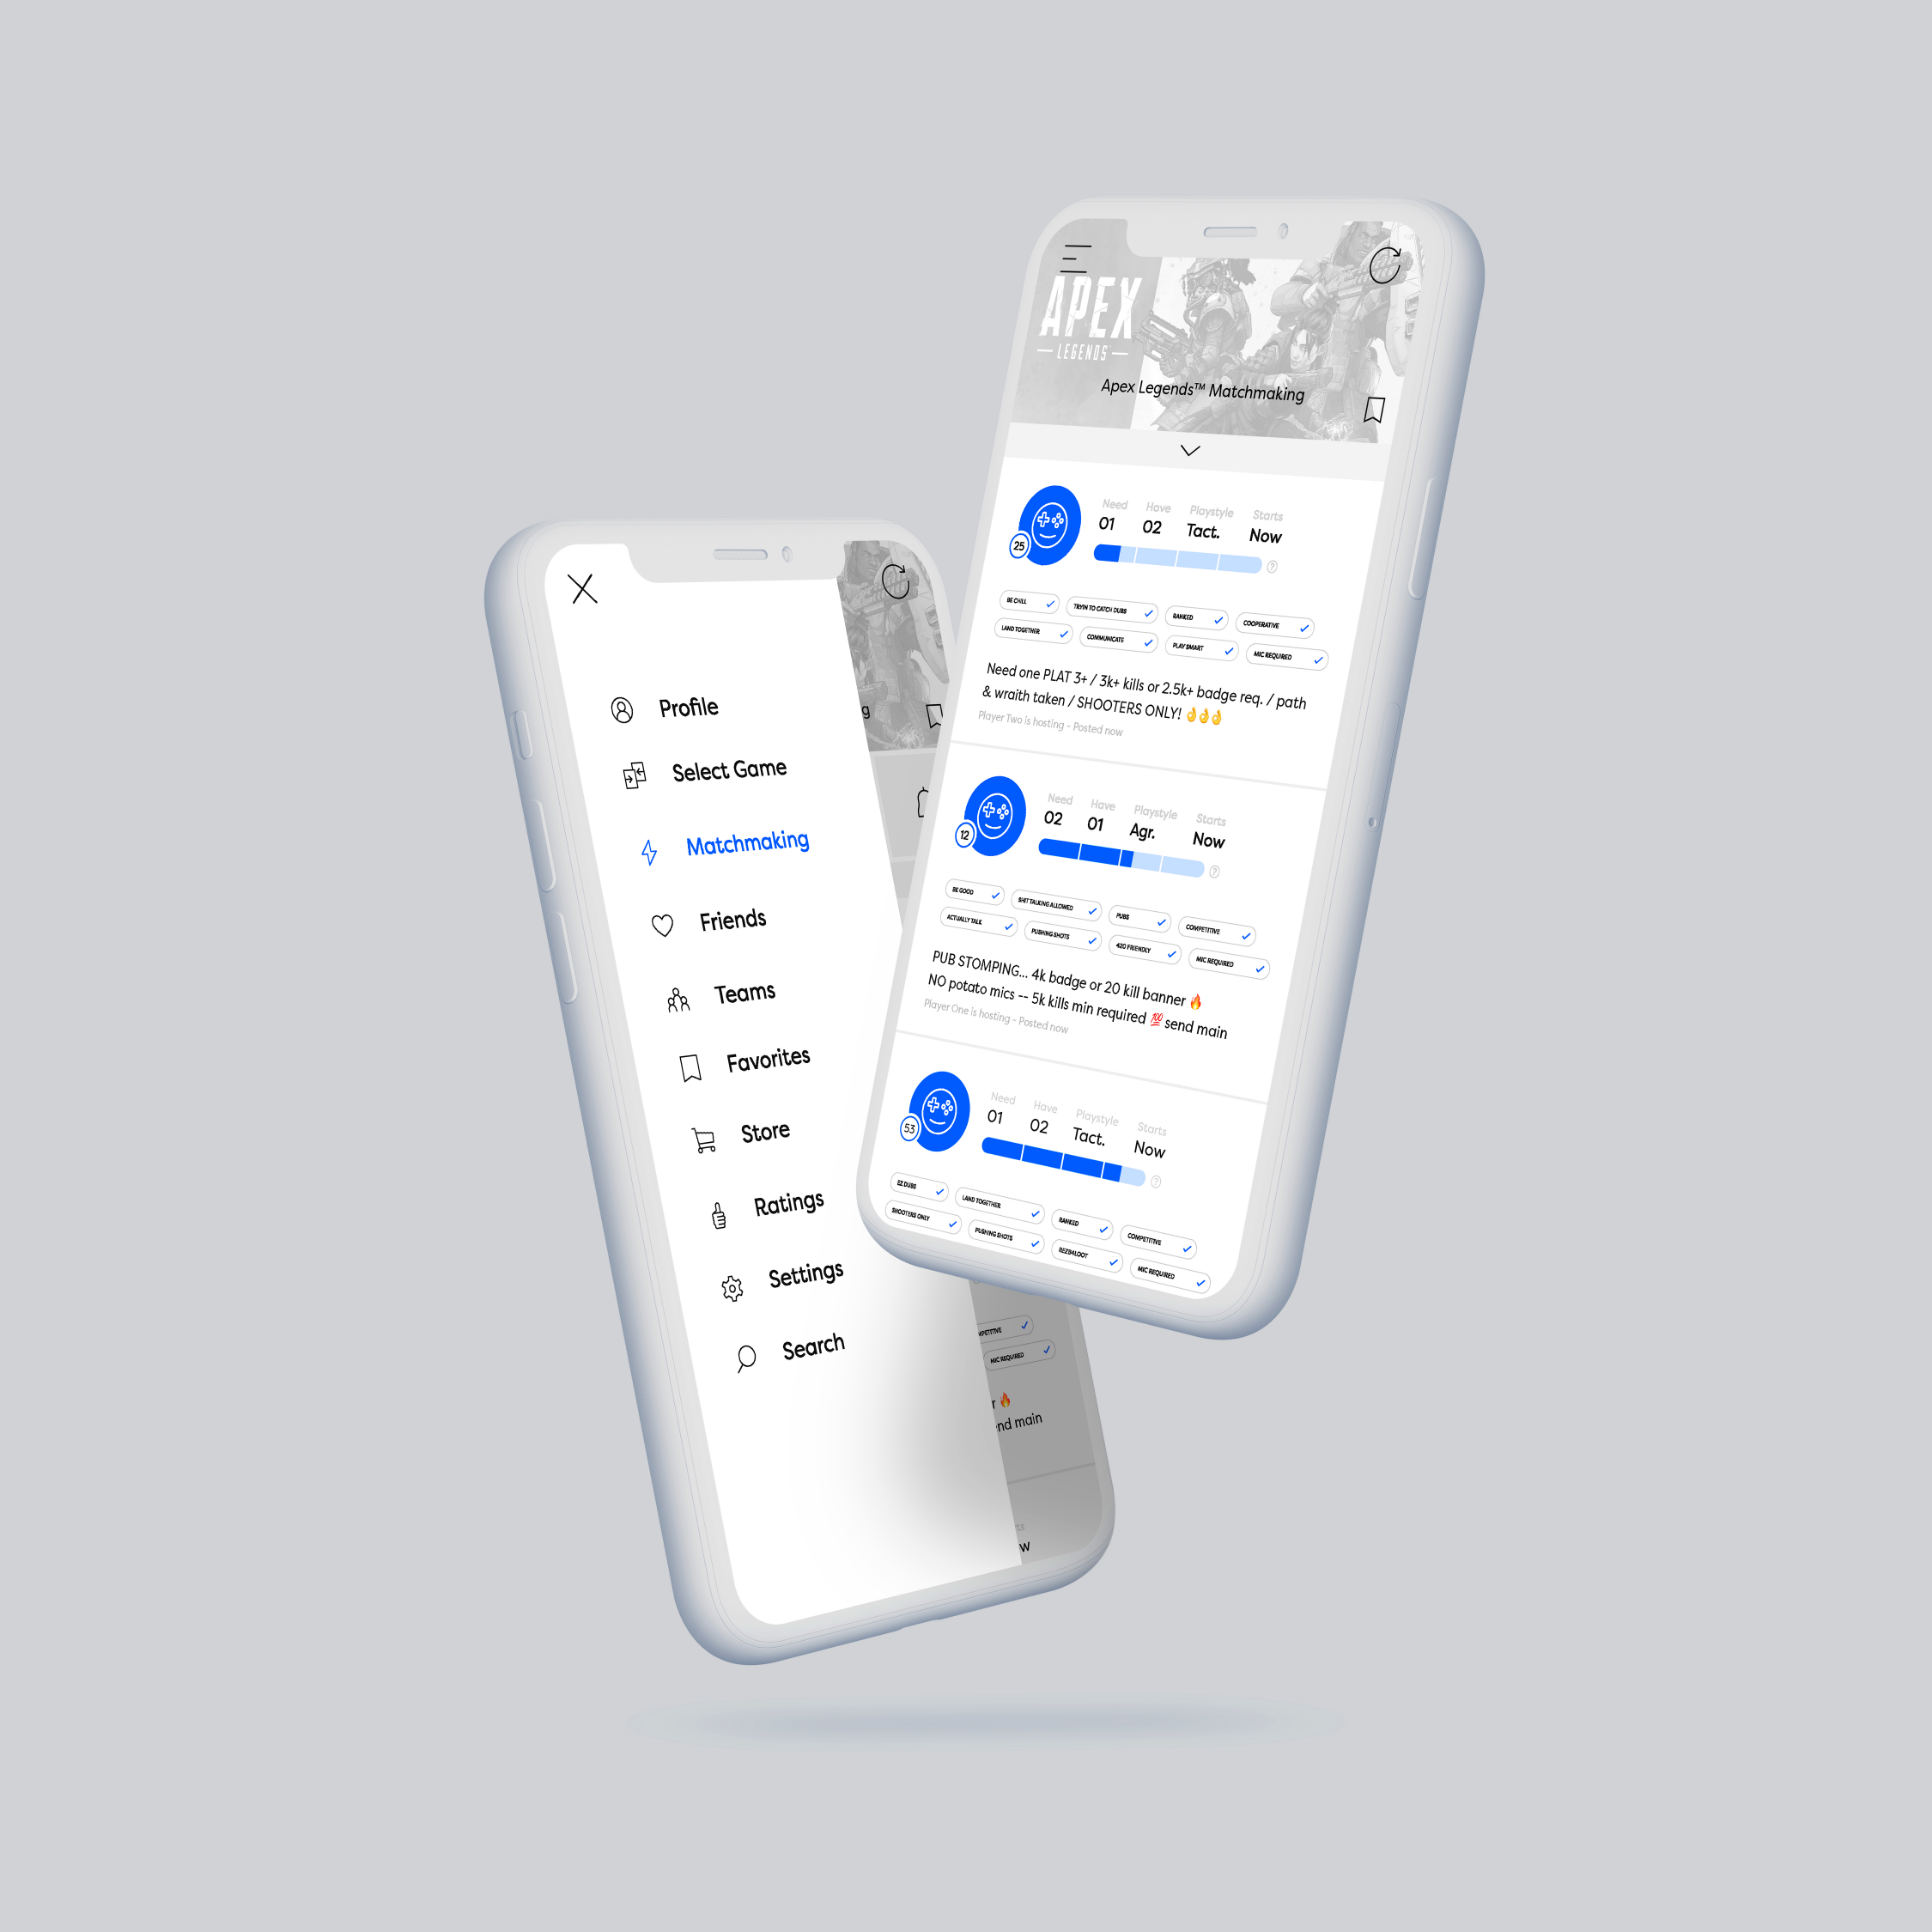 Profile
Select Game
Matchmaking
Friends
Teams
Favorites
Store
Ratings
Settings
Search
g
MPETITIVE
MIC REQUIRED
r 🔥
end main
ts
w
APEX
LEGENDS
Apex Legends™ Matchmaking
Need Have Playstyle Starts
01 02 Tact. Now
25
?
BE CHILL TRYIN TO CATCH DUBS RANKED COOPERATIVE
LAND TOGETHER COMMUNICATE PLAY SMART MIC REQUIRED
Need one PLAT 3+ / 3k+ kills or 2.5k+ badge req. / path
& wraith taken / SHOOTERS ONLY! 👌👌👌
Player Two is hosting - Posted now
Need Have Playstyle Starts
02 01 Agr. Now
12
?
BE GOOD SHIT TALKING ALLOWED PUBS COMPETITIVE
ACTUALLY TALK PUSHING SHOTS 420 FRIENDLY MIC REQUIRED
PUB STOMPING... 4k badge or 20 kill banner 🔥
NO potato mics -- 5k kills min required 💯 send main
Player One is hosting - Posted now
Need Have Playstyle Starts
01 02 Tact. Now
53
?
EZ DUBS LAND TOGETHER RANKED COMPETITIVE
SHOOTERS ONLY PUSHING SHOTS REZ&LOOT MIC REQUIRED